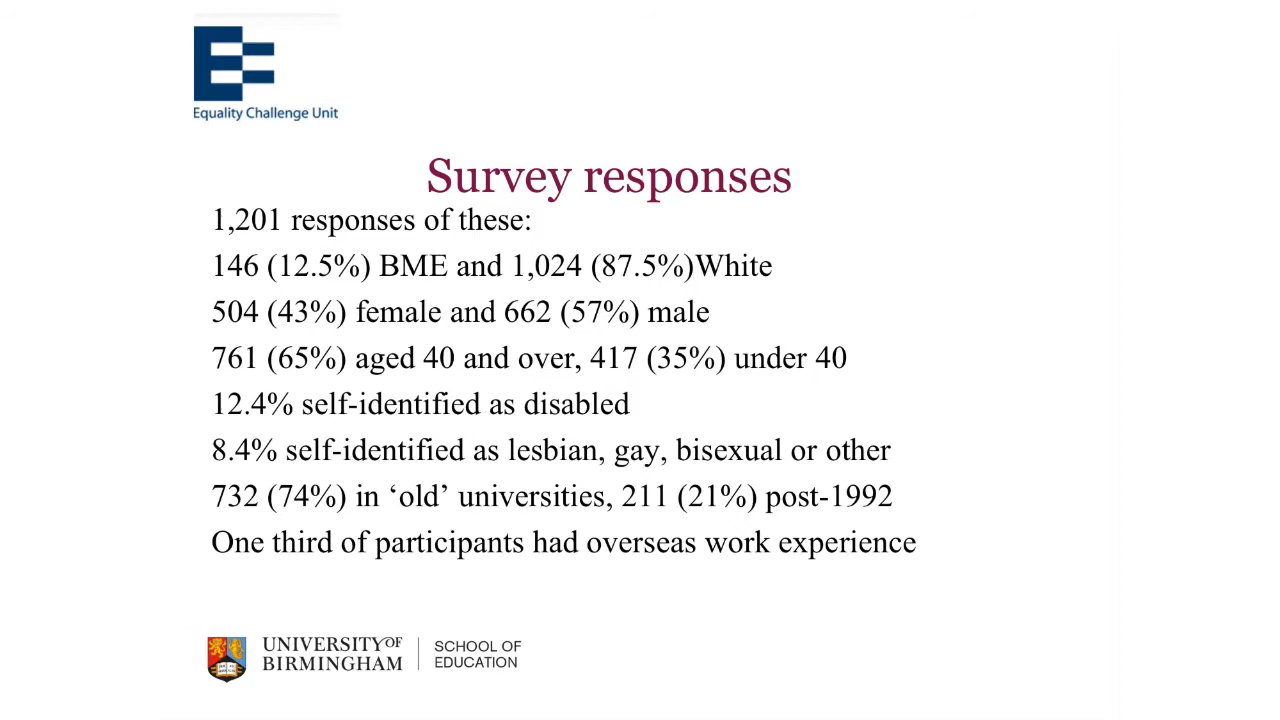 Equality Challenge Unit
Survey responses
1,201 responses of these:
146 (12.5%) BME and 1,024 (87.5%)White
504 (43%) female and 662 (57%) male
761 (65%) aged 40 and over, 417 (35%) under 40
12.4% self-identified as disabled
8.4% self-identified as lesbian, gay, bisexual or other
732 (74%) in ‘old’ universities, 211 (21%) post-1992
One third of participants had overseas work experience
UNIVERSITY OF
BIRMINGHAM
SCHOOL OF
EDUCATION